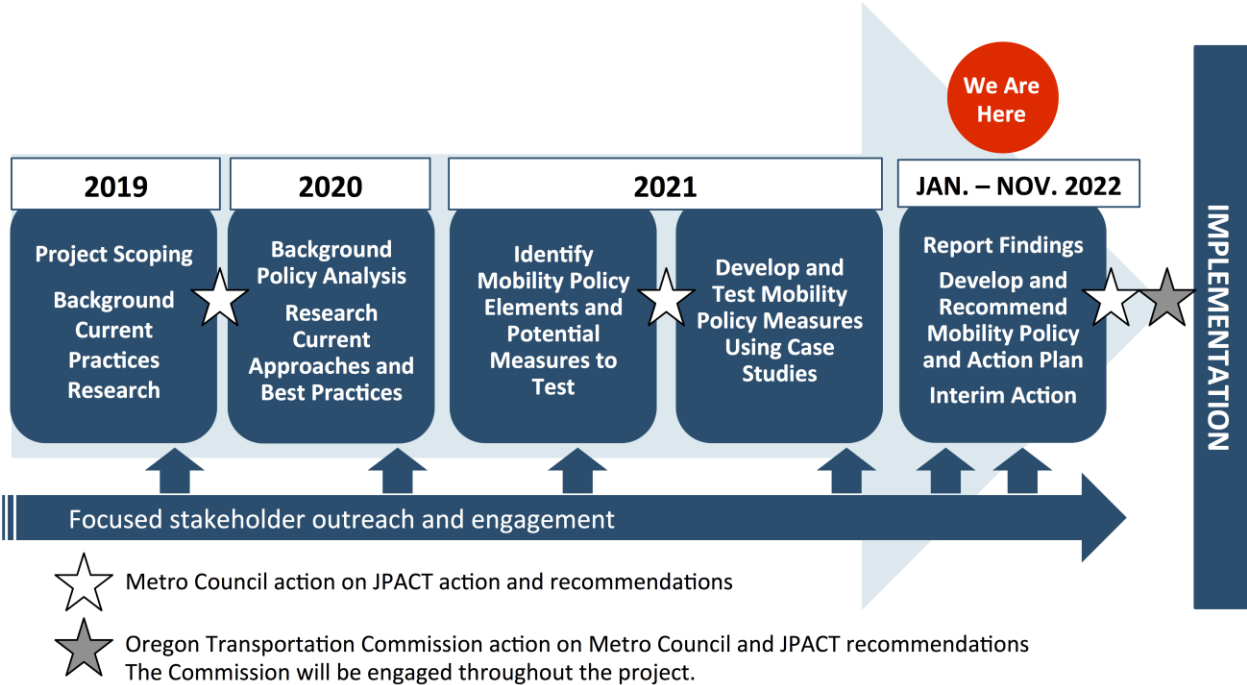 We Are
Here
2019
2020
2021
JAN. – NOV. 2022
Project Scoping
Background
Current
Practices
Research
Background
Policy Analysis
Research
Current
Approaches and
Best Practices
Identify
Mobility Policy
Elements and
Potential
Measures to
Test
Develop and
Test Mobility
Policy Measures
Using Case
Studies
Report Findings
Develop and
Recommend
Mobility Policy
and Action Plan
Interim Action
IMPLEMENTATION
Focused stakeholder outreach and engagement
Metro Council action on JPACT action and recommendations
Oregon Transportation Commission action on Metro Council and JPACT recommendations
The Commission will be engaged throughout the project.